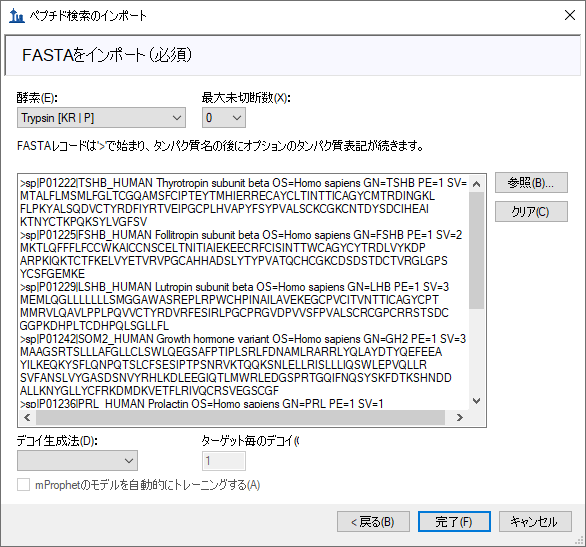 ペプチド検索のインポート
FASTAをインポート（必須）
酵素(E):
最大未切断数(X):
Trypsin [KR | P]
0
FASTAレコードは'>'で始まり、タンパク質名の後にオプションのタンパク質表記が続きます。
>sp|P01222|TSHB_HUMAN Thyrotropin subunit beta OS=Homo sapiens GN=TSHB PE=1 SV=
MTALFLMSMLFGLTCGQAMSFCIPTEYTMHIERRECAYCLTINTTICAGYCMTRDINGKL
FLPKYALSQDVCTYRDFIYRTVEIPGCPLHVAPYFSYPVALSCKCGKCNTDYSDCIHEAI
KTNYCTKPQKSYLVGFSV
>sp|P01225|FSHB_HUMAN Follitropin subunit beta OS=Homo sapiens GN=FSHB PE=1 SV=2
MKTLQFFFLFCCWKAICCNSCELTNITIAIEKEECRFCISINTTWCAGYCYTRDLVYKDP
ARPKIQKTCTFKELVYETVRVPGCAHHADSLYTYPVATQCHCGKCDSDSTDCTVRGLGPS
YCSFGEMKE
>sp|P01229|LSHB_HUMAN Lutropin subunit beta OS=Homo sapiens GN=LHB PE=1 SV=3
MEMLQGLLLLLLLSMGGAWASREPLRPWCHPINAILAVEKEGCPVCITVNTTICAGYCPT
MMRVLQAVLPPLPQVVCTYRDVRFESIRLPGCPRGVDPVVSFPVALSCRCGPCRRSTSDC
GGPKDHPLTCDHPQLSGLLFL
>sp|P01242|SOM2_HUMAN Growth hormone variant OS=Homo sapiens GN=GH2 PE=1 SV=3
MAAGSRTSLLLAFGLLCLSWLQEGSAFPTIPLSRLFDNAMLRARRLYQLAYDTYQEFEEA
YILKEQKYSFLQNPQTSLCFSESIPTPSNRVKTQQKSNLELLRISLLLIQSWLEPVQLLR
SVFANSLVYGASDSNVYRHLKDLEEGIQTLMWRLEDGSPRTGQIFNQSYSKFDTKSHNDD
ALLKNYGLLYCFRKDMDKVETFLRIVQCRSVEGSCGF
>sp|P01236|PRL_HUMAN Prolactin OS=Homo sapiens GN=PRL PE=1 SV=1
参照(B)...
クリア(C)
デコイ生成法(D):
ターゲット毎のデコイ(
1
mProphetのモデルを自動的にトレーニングする(A)
< 戻る(B)
完了(F)
キャンセル